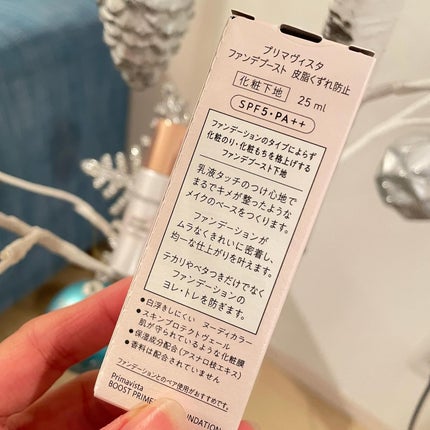 プリマヴィスタ
ファンデブースト 皮脂くずれ防止
化粧下地 25 ml
SPF5・PA++
ファンデーションのタイプによらず
化粧のり・化粧もちを格上げする
ファンデブースト下地
乳液タッチのつけ心地で
まるでキメが整ったような
メイクのベースをつくります。
ファンデーションが
ムラなくきれいに密着し、
均一な仕上がりを叶えます。
テカリやベタつきだけでなく
ファンデーションの
ヨレ・トレを防ぎます。
●白浮きしにくい ヌーディカラー
●スキンプロテクトヴェール
肌が守られているような化粧膜
●保湿成分配合(アスナロ枝エキス)
●香料は配合されていません
ファンデーションとのペア使用がおすすめです。
Primavista
BOOST PRIME
UNDATION